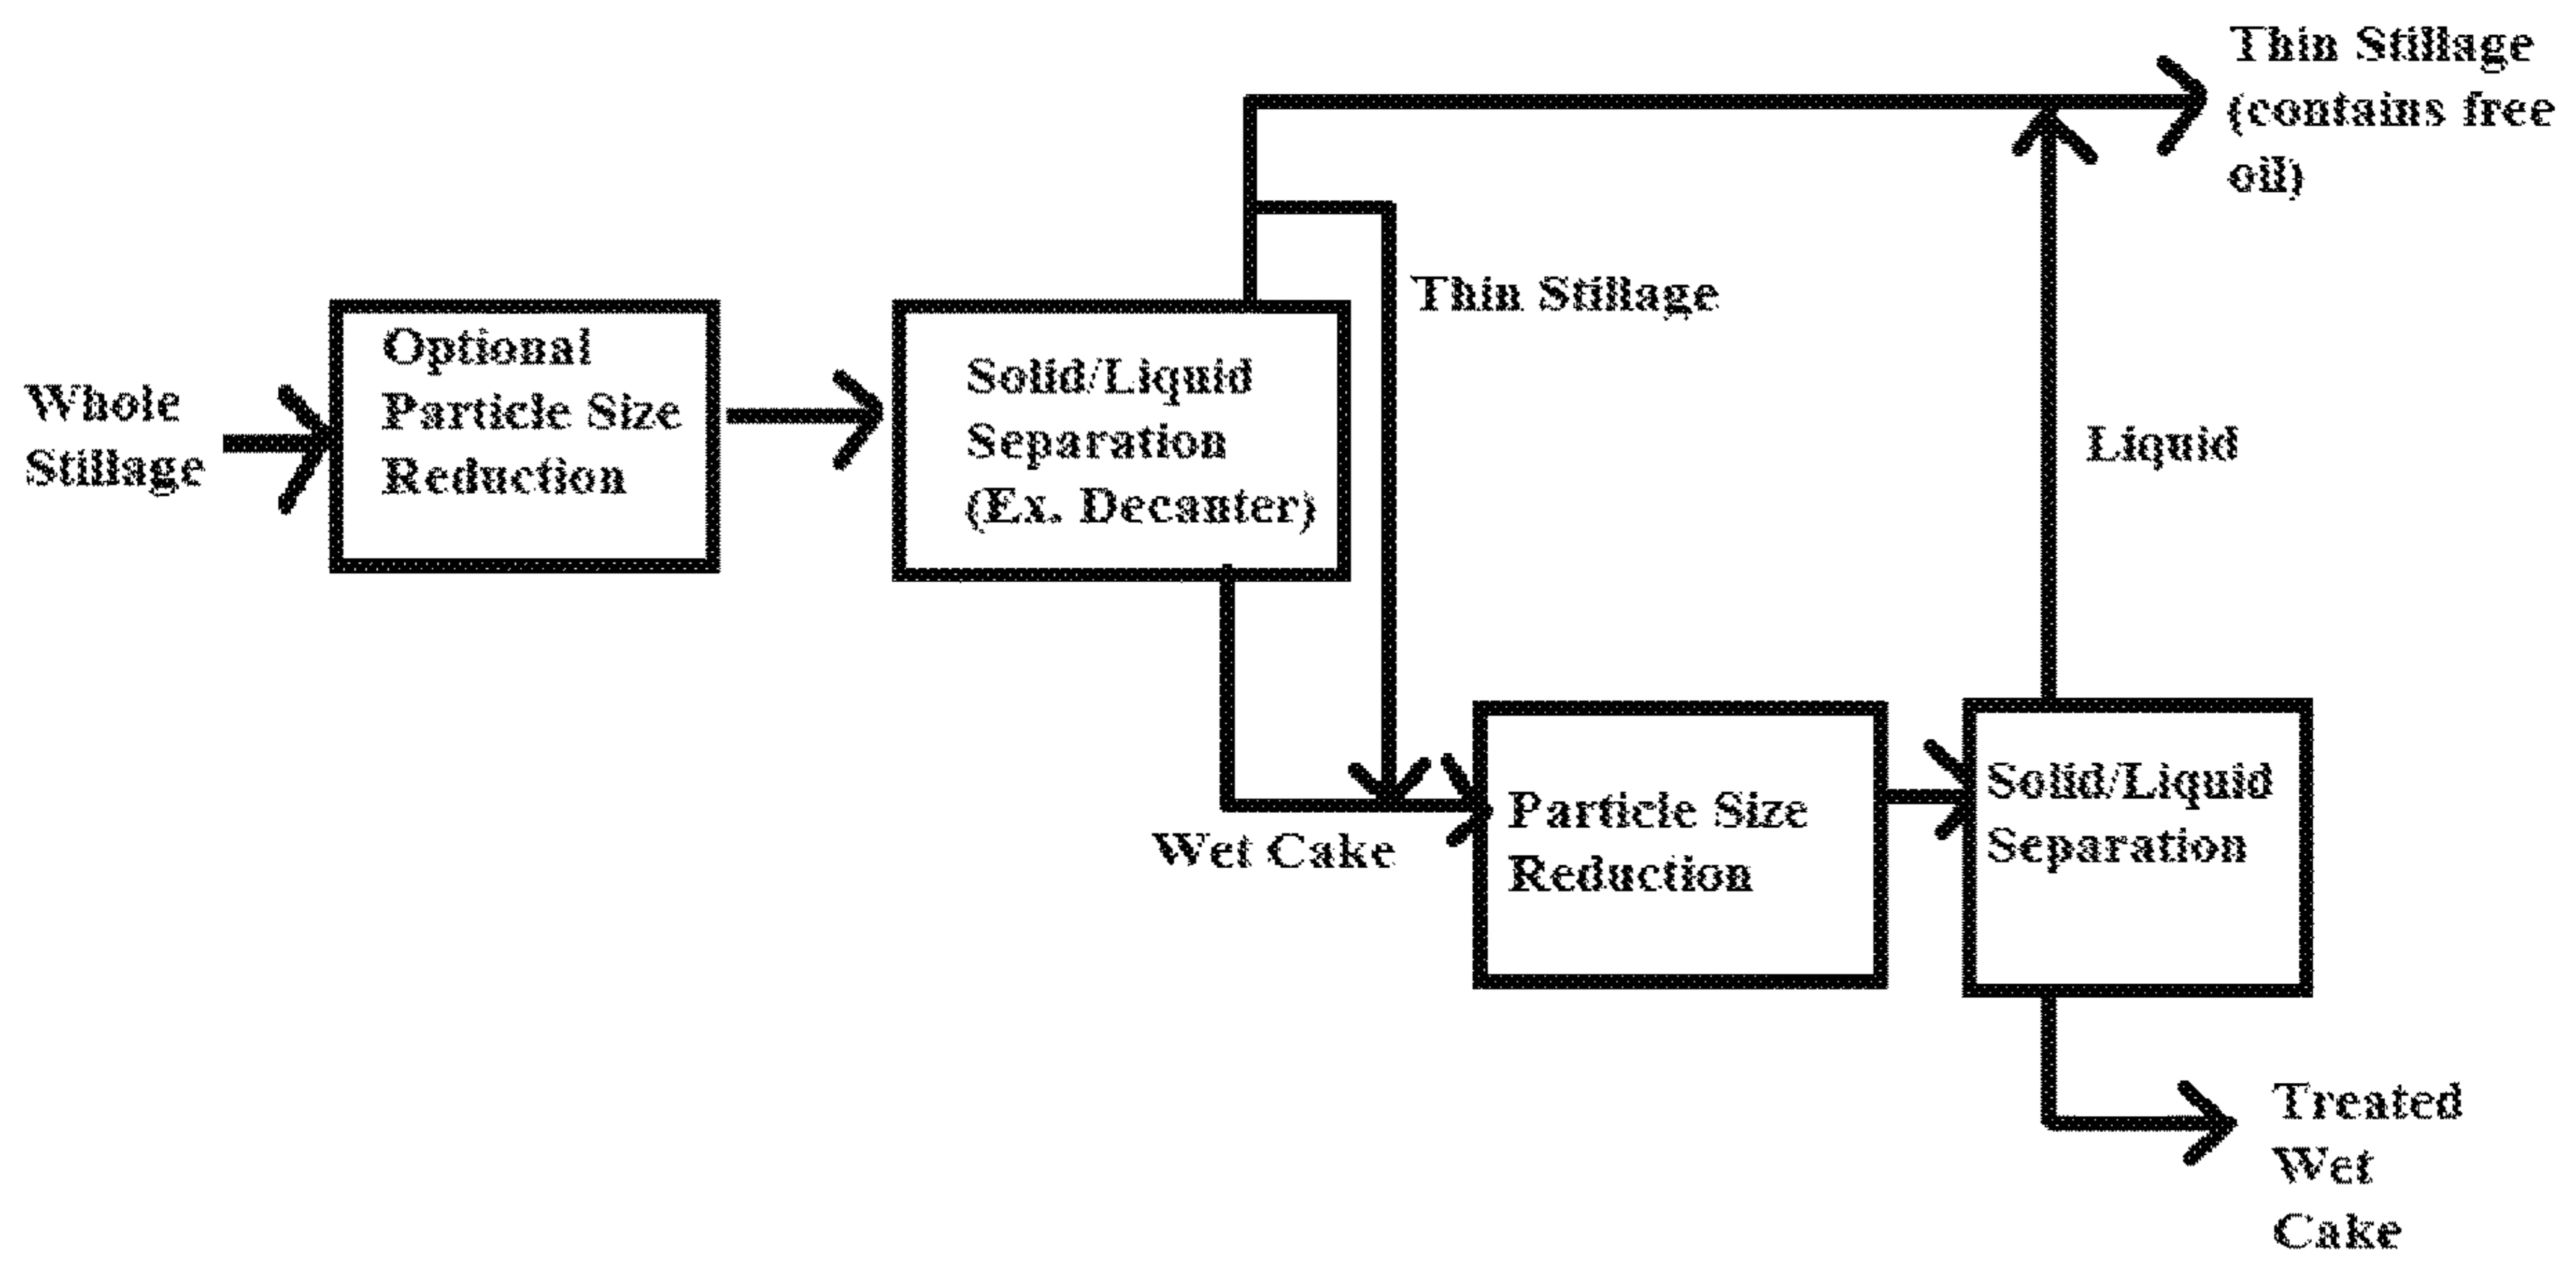 Thin Stillage
(contains free
oil)
Thin Stillage
Whole
Stillage
Optional
Particle Size
Reduction
Solid/Liquid
Separation
(Ex. Decanter)
Liquid
Wet Cake
Particle Size
Reduction
Solid/Liquid
Separation
Treated
Wet
Cake